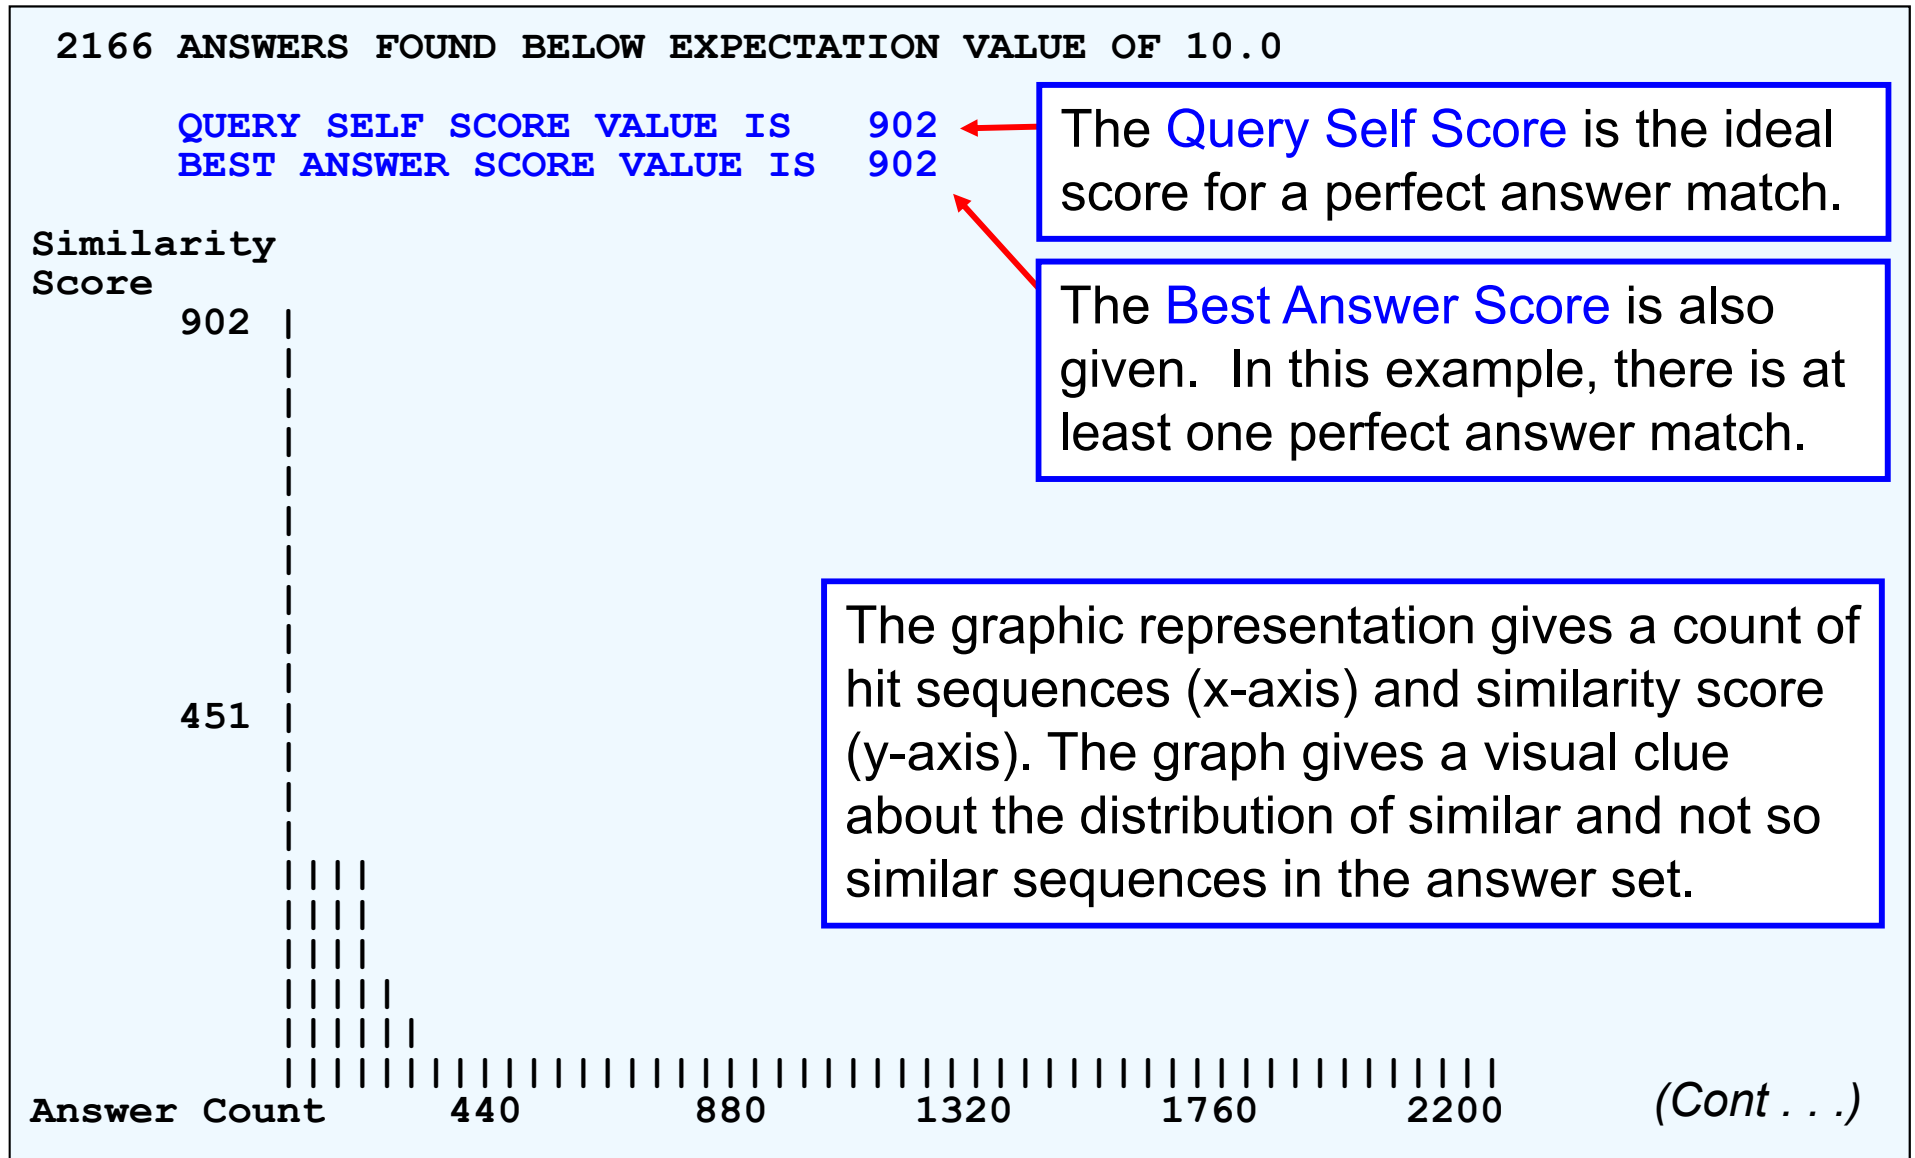 2166 ANSWERS FOUND BELOW EXPECTATION VALUE OF 10.0
QUERY SELF SCORE VALUE IS 902
BEST ANSWER SCORE VALUE IS 902
The Query Self Score is the ideal
score for a perfect answer match.
The Best Answer Score is also
given. In this example, there is at
least one perfect answer match.
Similarity
Score
902
451
The graphic representation gives a count of
hit sequences (x-axis) and similarity score
(y-axis). The graph gives a visual clue
about the distribution of similar and not so
similar sequences in the answer set.
Answer Count 440 880 1320 1760 2200
(Cont . . .)